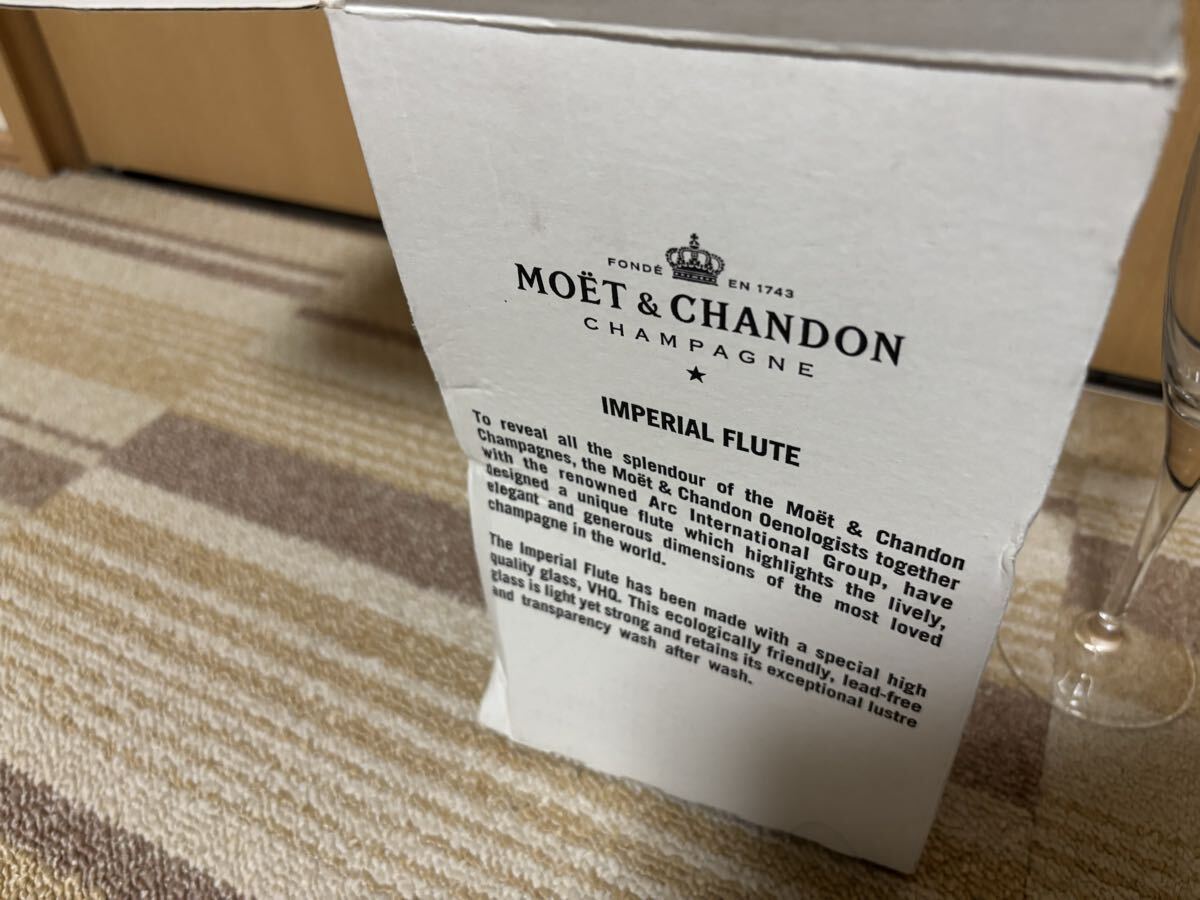 FONDÉ EN 1743
MOËT & CHANDON
CHAMPAGNE
IMPERIAL FLUTE
To reveal all the splendour of the Moët & Chandon
Champagnes, the Moët & Chandon Oenologists together
with the renowned Arc International Group, have
designed a unique flute which highlights the lively,
elegant and generous dimensions of the most loved
champagne in the world.
The Imperial Flute has been made with a special high
quality glass, VHQ. This ecologically friendly, lead-free
glass is light yet strong and retains its exceptional lustre
and transparency wash after wash.